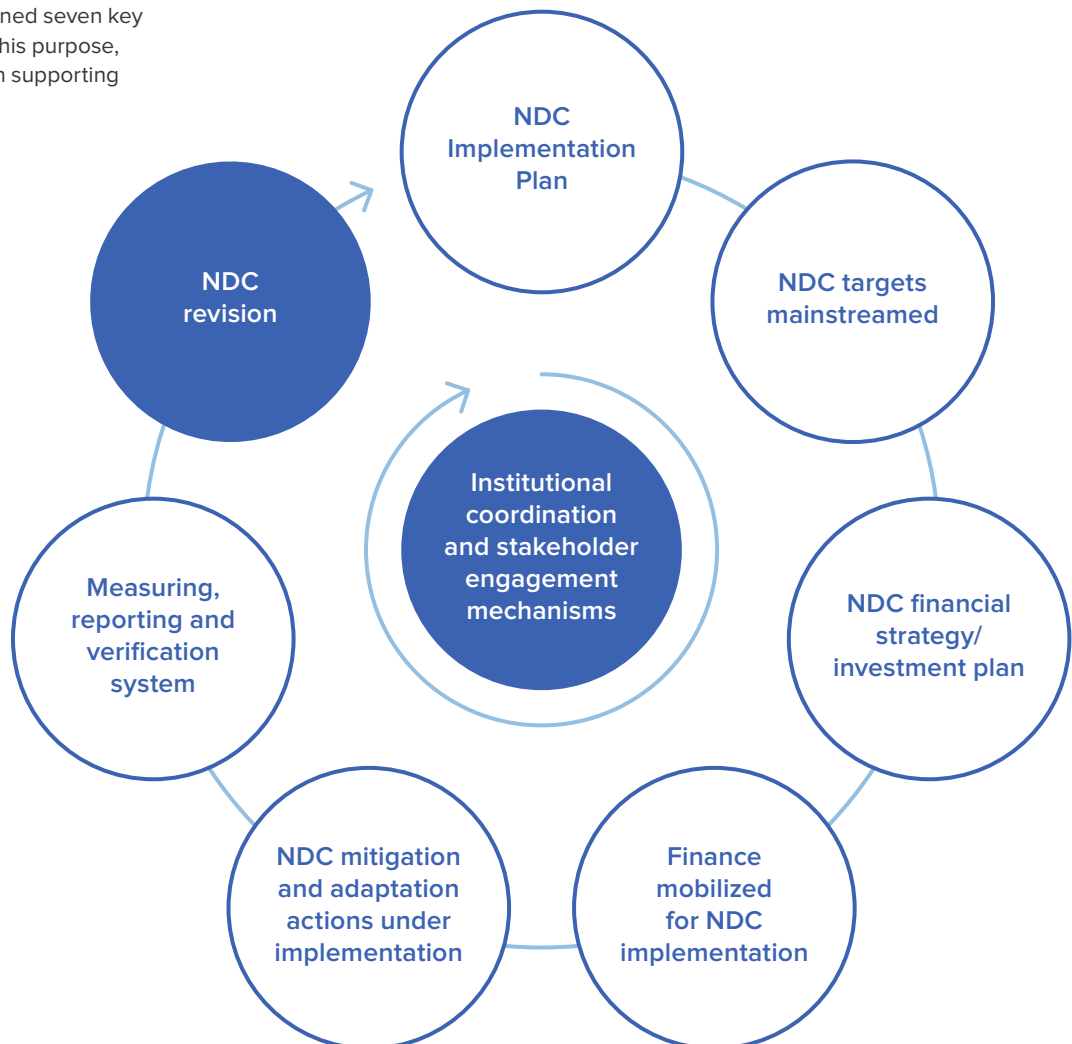 seven key
his purpose,
supporting
NDC
Implementation
Plan
NDC targets
mainstreamed
NDC financial
strategy/
investment plan
Finance
mobilized
for NDC
implementation
NDC mitigation
and adaptation
actions under
implementation
Measuring,
reporting and
verification
system
NDC
revision
Institutional
coordination
and stakeholder
engagement
mechanisms